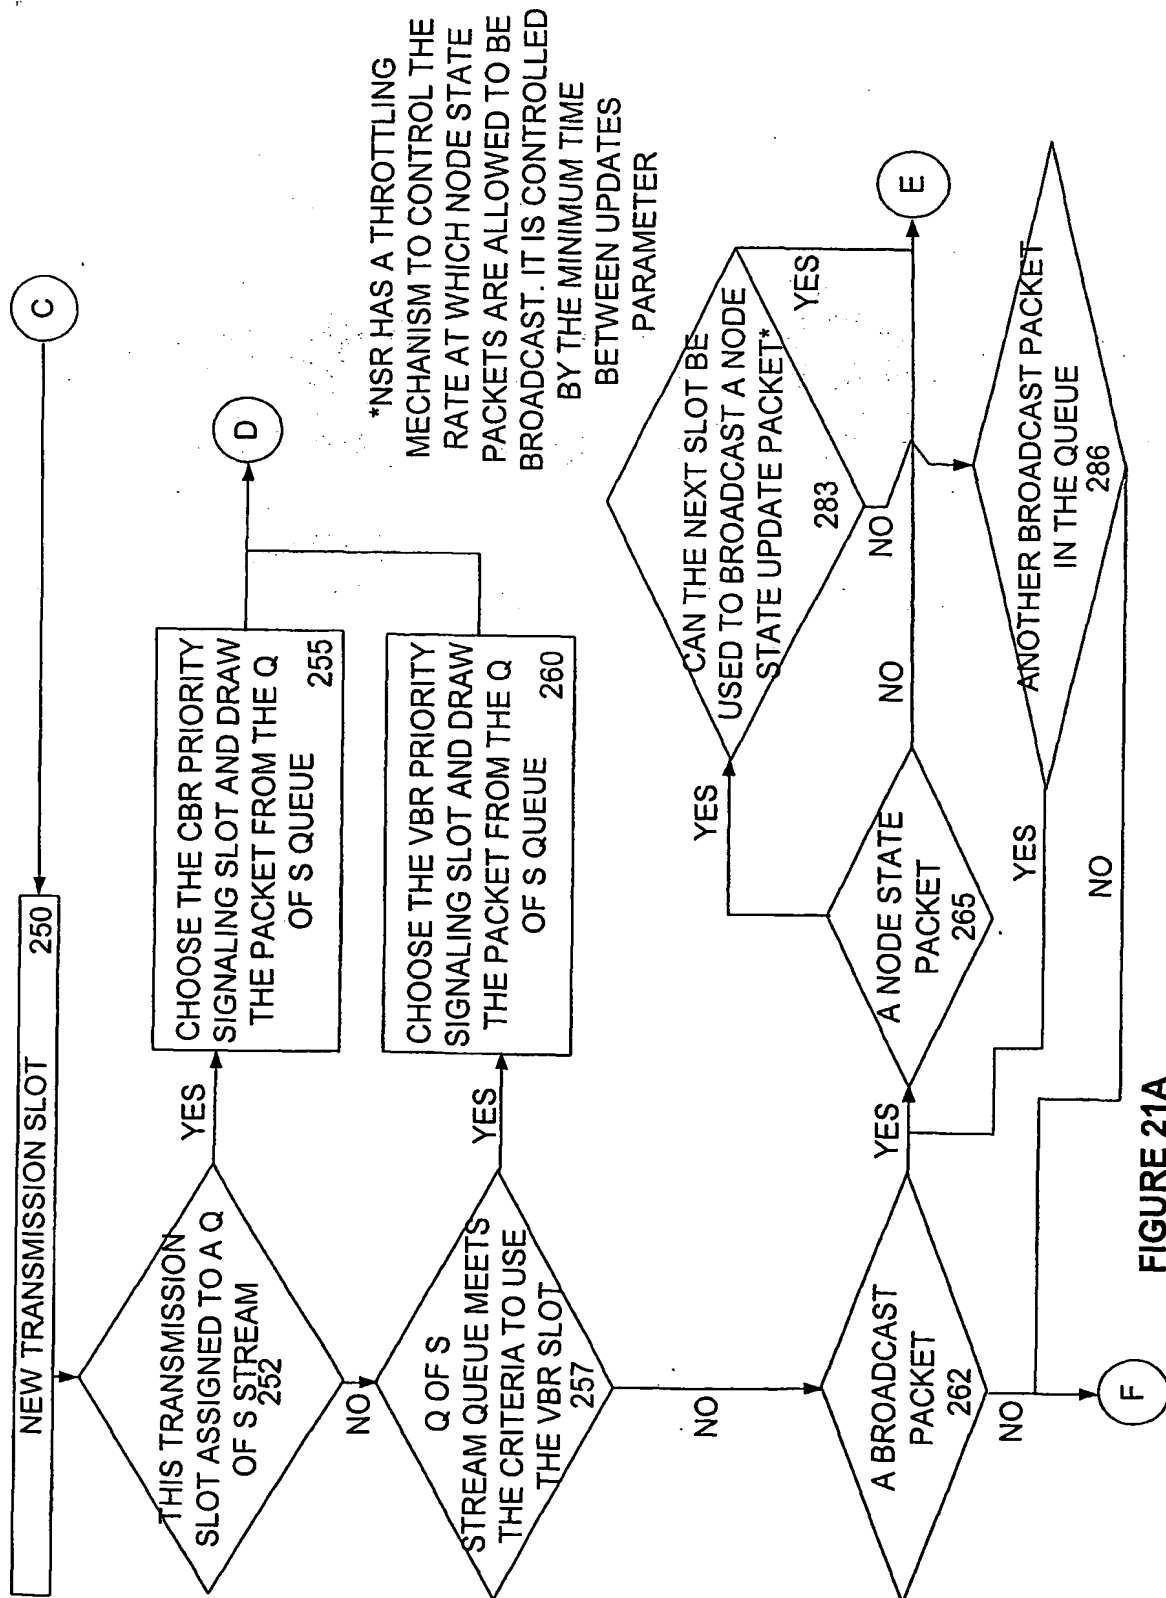 C
NEW TRANSMISSION SLOT 250
THIS TRANSMISSION
SLOT ASSIGNED TO A Q
OF S STREAM
252
YES
NO
CHOOSE THE CBR PRIORITY
SIGNALING SLOT AND DRAW
THE PACKET FROM THE Q
OF S QUEUE 255
D
Q OF S
STREAM QUEUE MEETS
THE CRITERIA TO USE
THE VBR SLOT
257
YES
NO
CHOOSE THE VBR PRIORITY
SIGNALING SLOT AND DRAW
THE PACKET FROM THE Q
OF S QUEUE 260
*NSR HAS A THROTTLING
MECHANISM TO CONTROL THE
RATE AT WHICH NODE STATE
PACKETS ARE ALLOWED TO BE
BROADCAST. IT IS CONTROLLED
BY THE MINIMUM TIME
BETWEEN UPDATES
PARAMETER
A BROADCAST
PACKET
262
YES
NO
A NODE STATE
PACKET
265
YES
NO
CAN THE NEXT SLOT BE
USED TO BROADCAST A NODE
STATE UPDATE PACKET*
283
YES
NO
E
ANOTHER BROADCAST PACKET
IN THE QUEUE
286
YES
NO
F
FIGURE 21A